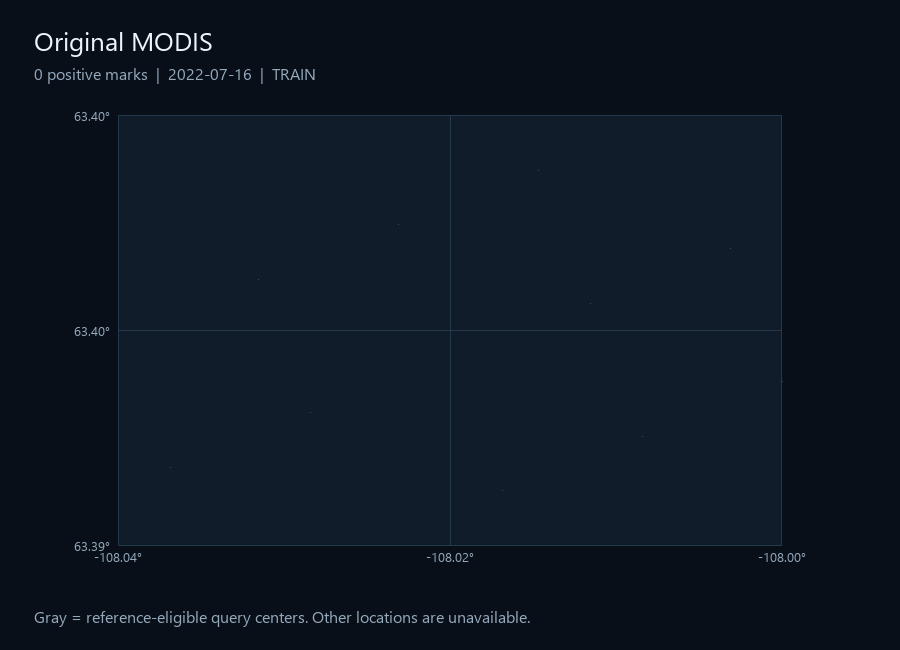 Original MODIS
0 positive marks | 2022-07-16 | TRAIN
63.40°
63.40°
63.39°
-108.04°
-108.02°
-108.00°
Gray = reference-eligible query centers. Other locations are unavailable.